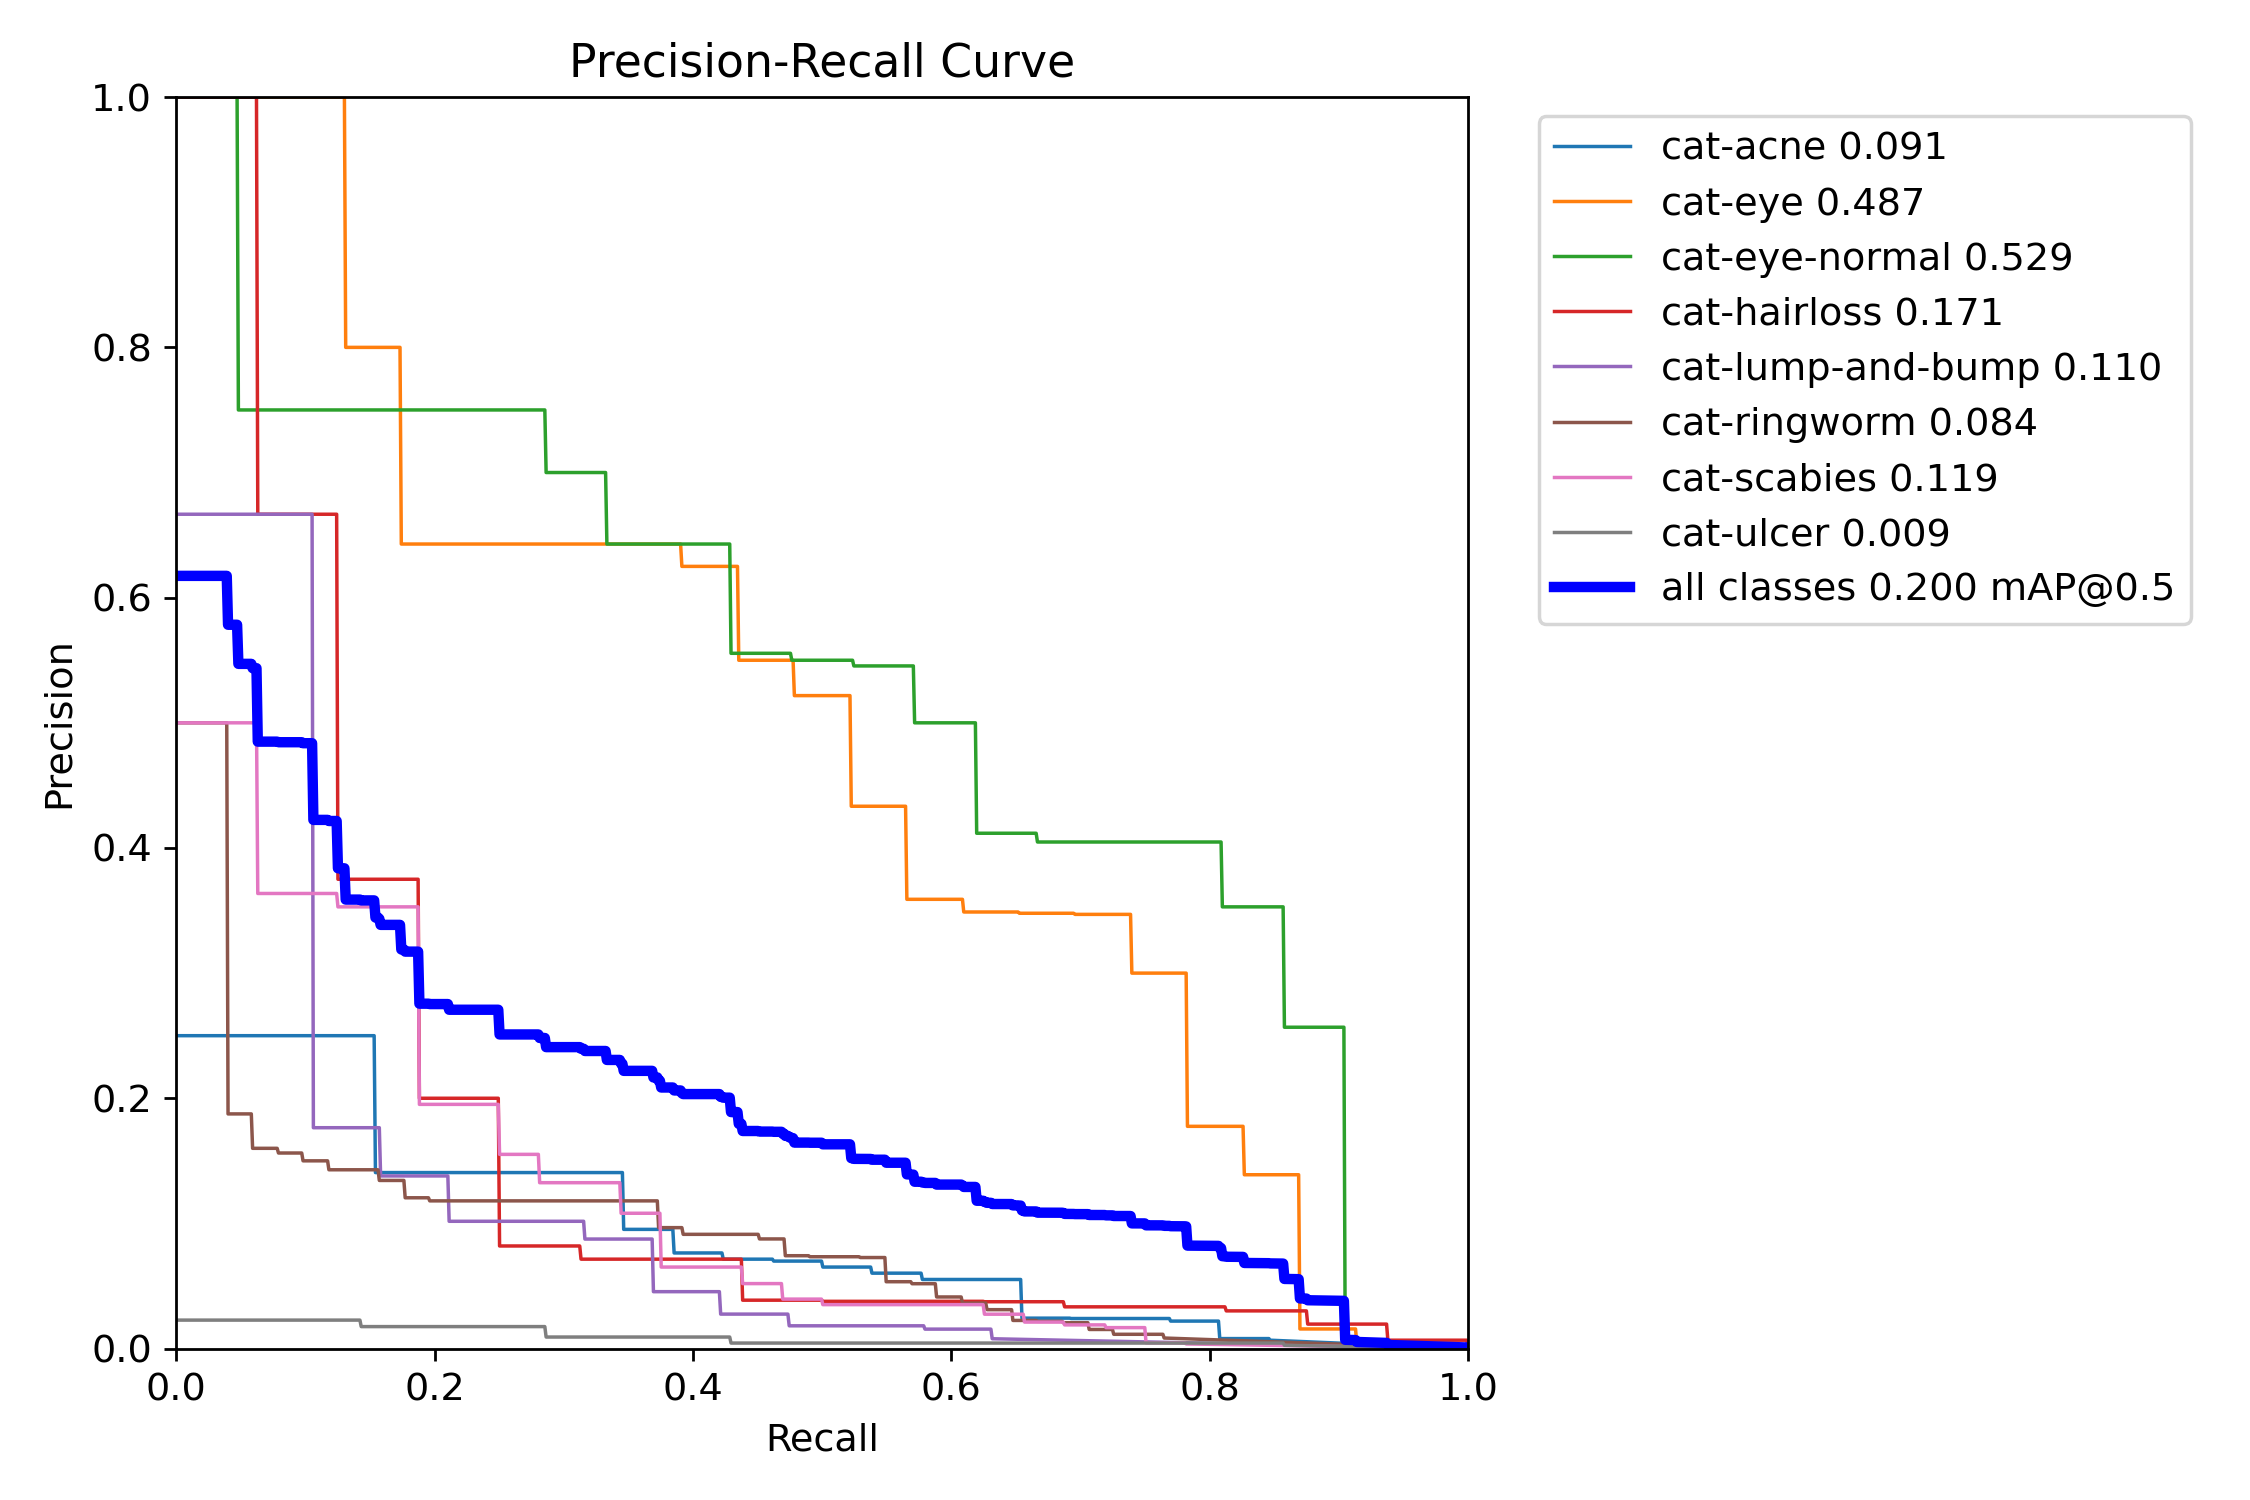 Precision-Recall Curve
1.0
0.8
0.6
0.4
0.2
0.0
Precision
0.0 0.2 0.4 0.6 0.8 1.0
Recall
cat-acne 0.091
cat-eye 0.487
cat-eye-normal 0.529
cat-hairloss 0.171
cat-lump-and-bump 0.110
cat-ringworm 0.084
cat-scabies 0.119
cat-ulcer 0.009
all classes 0.200 mAP@0.5